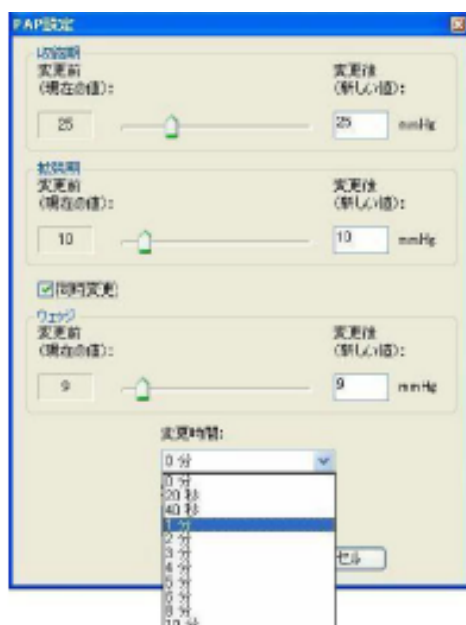 PAP設定
収縮期
変更前 変更後
(現在の値): (新しい値):
25 25 mmHg
拡張期
変更前 変更後
(現在の値): (新しい値):
10 10 mmHg
同時変更
ウェッジ
変更前 変更後
(現在の値): (新しい値):
9 9 mmHg
変更時間:
0 分
0 分
20 秒
40 秒
1 分
2 分
3 分
4 分
5 分
6 分
8 分
10 分
セル